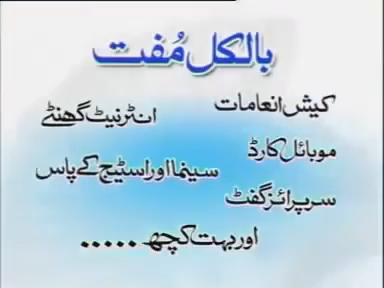 بالکل مُفت
کیش انعامات
انٹرنیٹ گھنٹے
موبائل کارڈ
سینما اور اسٹیج کے پاس
سرپرائز گفٹ
اور بہت کچھ .....